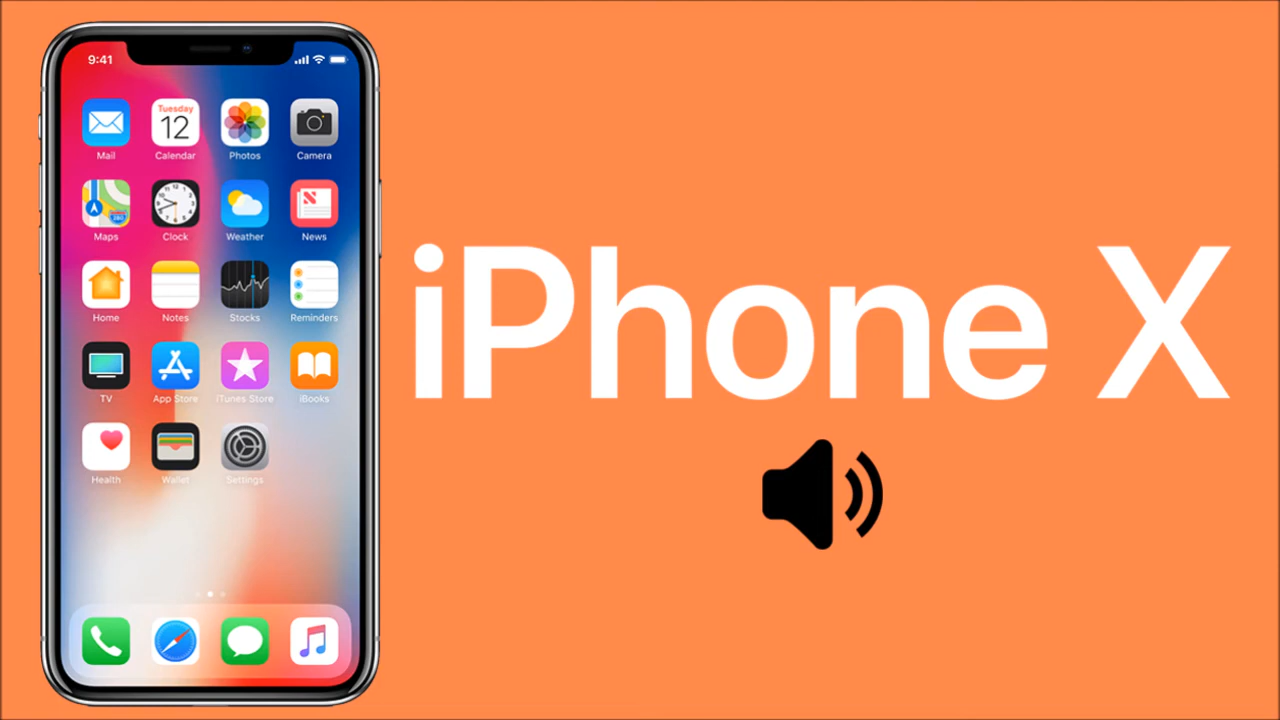 9:41
Tuesday
12
Mail Calendar Photos Camera
Maps Clock Weather News
Home Notes Stocks Reminders
TV App Store iTunes Store iBooks
Health Wallet Settings
iPhone X